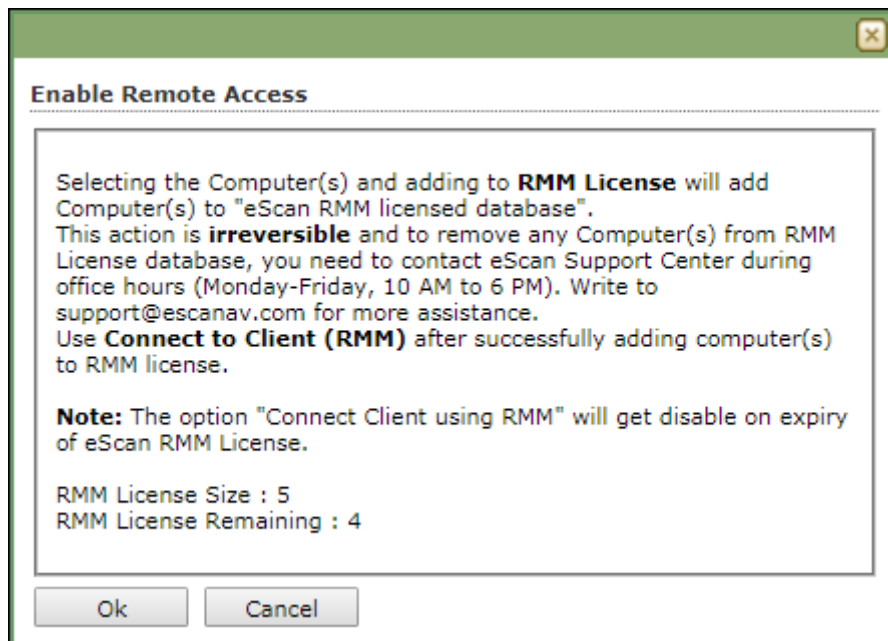 Enable Remote Access
Selecting the Computer(s) and adding to RMM License will add
Computer(s) to "eScan RMM licensed database".
This action is irreversible and to remove any Computer(s) from RMM
License database, you need to contact eScan Support Center during
office hours (Monday-Friday, 10 AM to 6 PM). Write to
support@escanav.com for more assistance.
Use Connect to Client (RMM) after successfully adding computer(s)
to RMM license.
Note: The option "Connect Client using RMM" will get disable on expiry
of eScan RMM License.
RMM License Size : 5
RMM License Remaining : 4
Ok Cancel